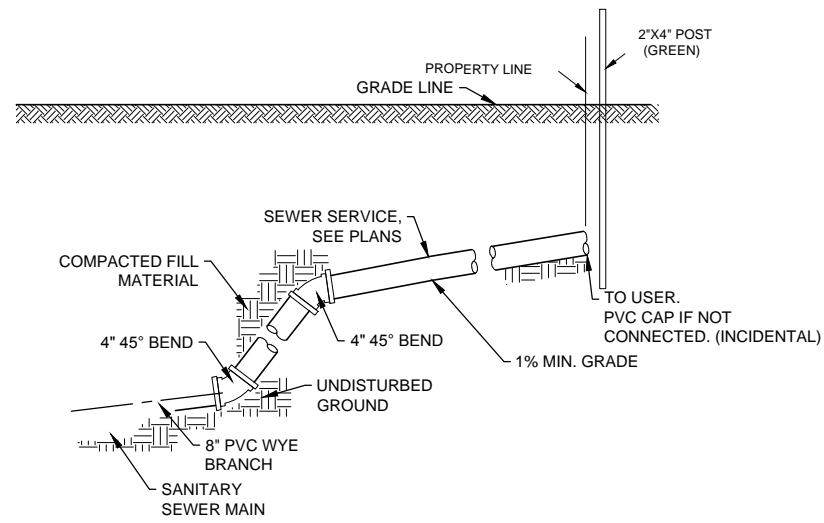 2"X4" POST
(GREEN)
PROPERTY LINE
GRADE LINE
SEWER SERVICE,
SEE PLANS
COMPACTED FILL
MATERIAL
TO USER.
PVC CAP IF NOT
CONNECTED. (INCIDENTAL)
4" 45° BEND
4" 45° BEND
1% MIN. GRADE
UNDISTURBED
GROUND
8" PVC WYE
BRANCH
SANITARY
SEWER MAIN